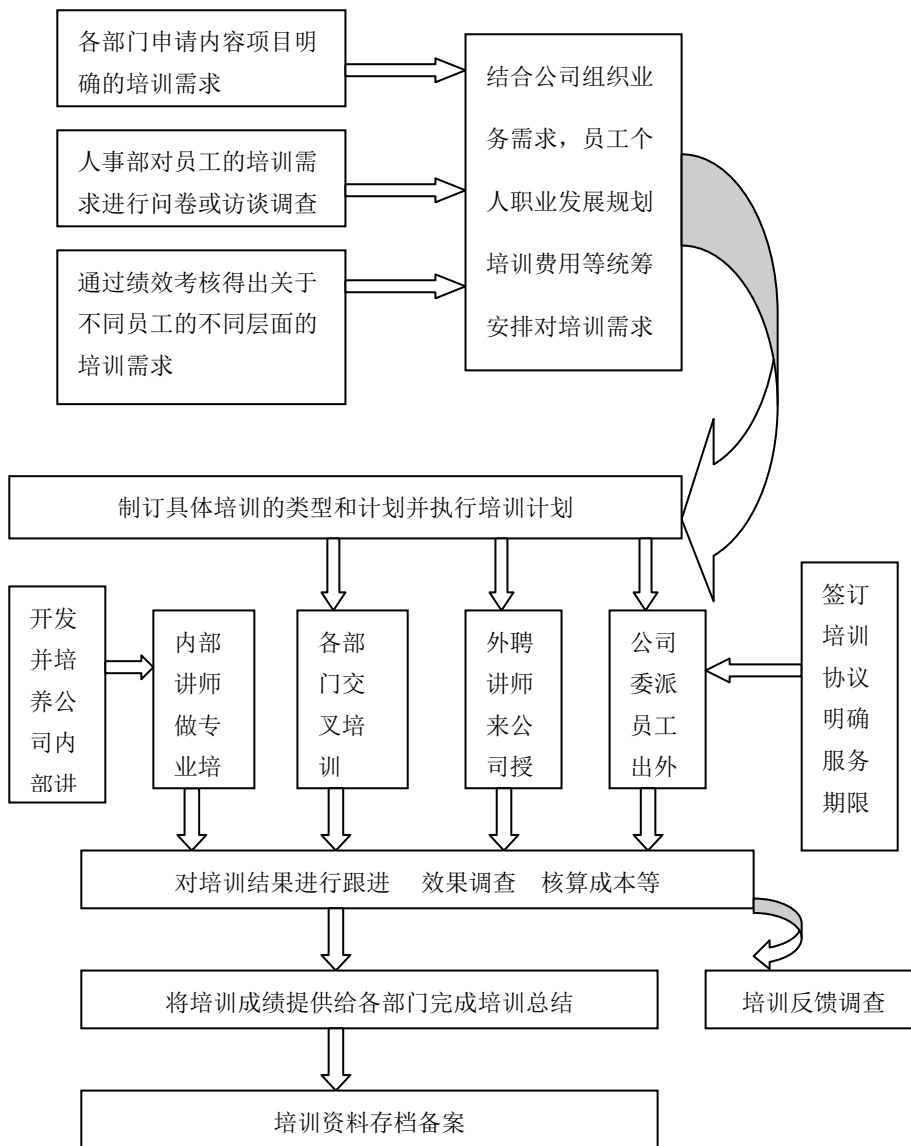 各部门申请内容项目明
确的培训需求
人事部对员工的培训需
求进行问卷或访谈调查
通过绩效考核得出关于
不同员工的不同层面的
培训需求
结合公司组织业
务需求，员工个
人职业发展规划
培训费用等统筹
安排对培训需求
制订具体培训的类型和计划并执行培训计划
开发
并培
养公
司内
部讲
内部
讲师
做专
业培
各部
门交
叉培
训
外聘
讲师
来公
司授
公司
委派
员工
出外
签订
培训
协议
明确
服务
期限
对培训结果进行跟进 效果调查 核算成本等
将培训成绩提供给各部门完成培训总结
培训反馈调查
培训资料存档备案